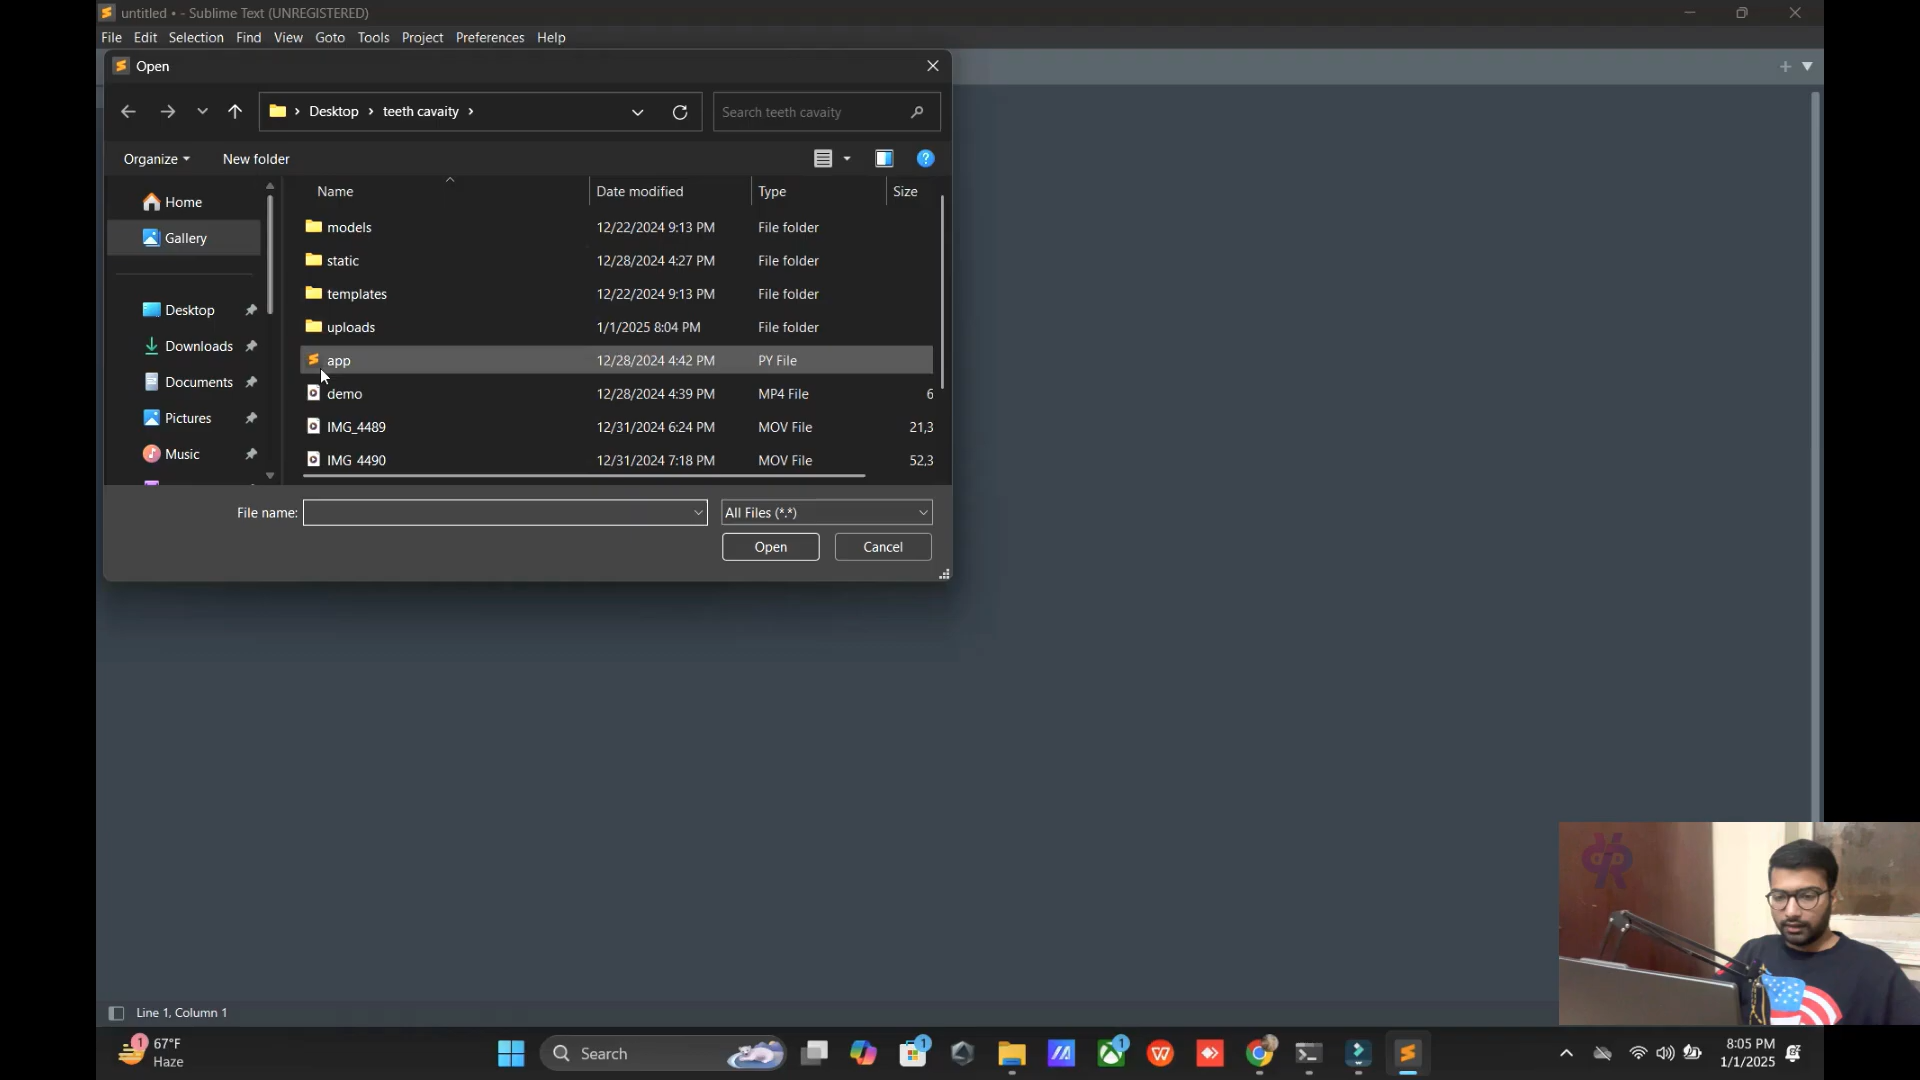 untitled • - Sublime Text (UNREGISTERED)
File Edit Selection Find View Goto Tools Project Preferences Help
Open
Desktop teeth cavaity
Search teeth cavaity
Organize New folder
Name Date modified Type Size
Home
Gallery
Desktop
Downloads
Documents
Pictures
Music
models 12/22/2024 9:13 PM File folder
static 12/28/2024 4:27 PM File folder
templates 12/22/2024 9:13 PM File folder
uploads 1/1/2025 8:04 PM File folder
app 12/28/2024 4:42 PM PY File
demo 12/28/2024 4:39 PM MP4 File 6
IMG_4489 12/31/2024 6:24 PM MOV File 21,3
IMG 4490 12/31/2024 7:18 PM MOV File 52,3
File name: All Files (*.*)
Open Cancel
Line 1, Column 1
1 67°F
Haze
Search
1
1
8:05 PM
1/1/2025